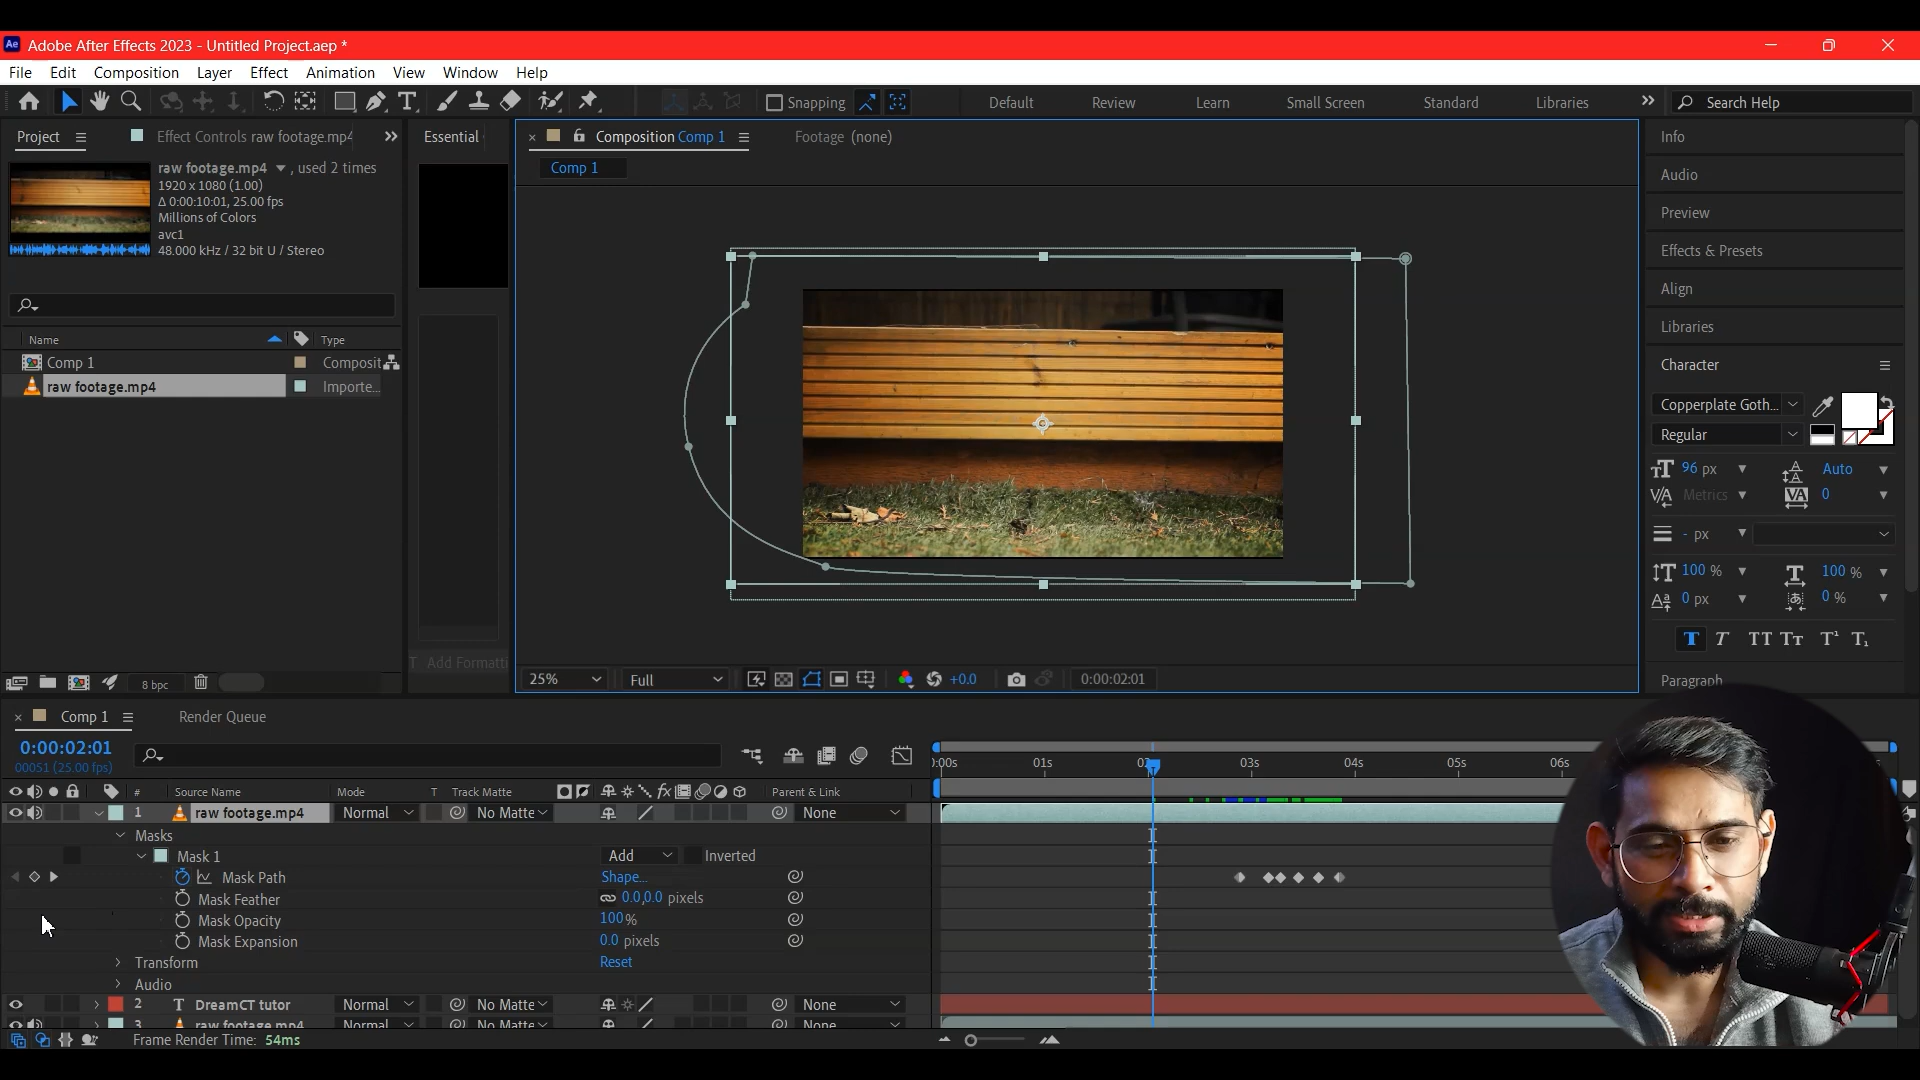 Ae Adobe After Effects 2023 - Untitled Project.aep *
File Edit Composition Layer Effect Animation View Window Help
Snapping Default Review Learn Small Screen Standard Libraries Search Help
Project Effect Controls raw footage.mp4 Essential Composition Comp 1 Footage (none) Info
Comp 1
raw footage.mp4 , used 2 times
1920 x 1080 (1.00)
Δ 0:00:10:01, 25.00 fps
Millions of Colors
avc1
48.000 kHz / 32 bit U / Stereo
Name Type
Comp 1 Composit
raw footage.mp4 Importe...
8 bpc
T Add Formatti
25% Full +0.0 0:00:02:01
Audio
Preview
Effects & Presets
Align
Libraries
Character
Copperplate Goth...
Regular
96 px Auto
Metrics 0
- px
100 % 100 %
0 px 0 %
T T TT Tt T¹ T₁
Paragraph
Comp 1 Render Queue
0:00:02:01
00051 (25.00 fps)
):00s 01s 02 03s 04s 05s 06s
# Source Name Mode T Track Matte Parent & Link
1 raw footage.mp4 Normal No Matte None
Masks
Mask 1 Add Inverted
Mask Path Shape...
Mask Feather 0.0,0.0 pixels
Mask Opacity 100%
Mask Expansion 0.0 pixels
Transform Reset
Audio
2 T DreamCT tutor Normal No Matte None
3 raw footage.mp4 Normal No Matte None
Frame Render Time: 54ms